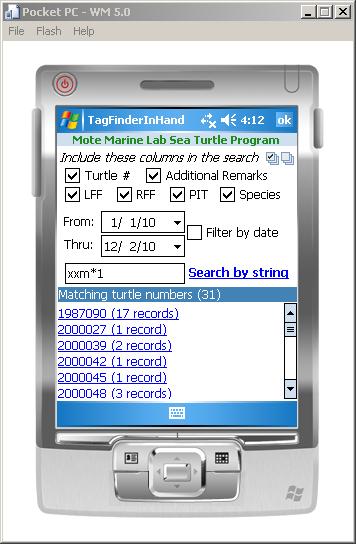 Pocket PC - WM 5.0
File Flash Help
TagFinderInHand 4:12 ok
Mote Marine Lab Sea Turtle Program
Include these columns in the search
Turtle # Additional Remarks
LFF RFF PIT Species
From: 1/ 1/10
Filter by date
Thru: 12/ 2/10
xxm*1 Search by string
Matching turtle numbers (31)
1987090 (17 records)
2000027 (1 record)
2000039 (2 records)
2000042 (1 record)
2000045 (1 record)
2000048 (3 records)